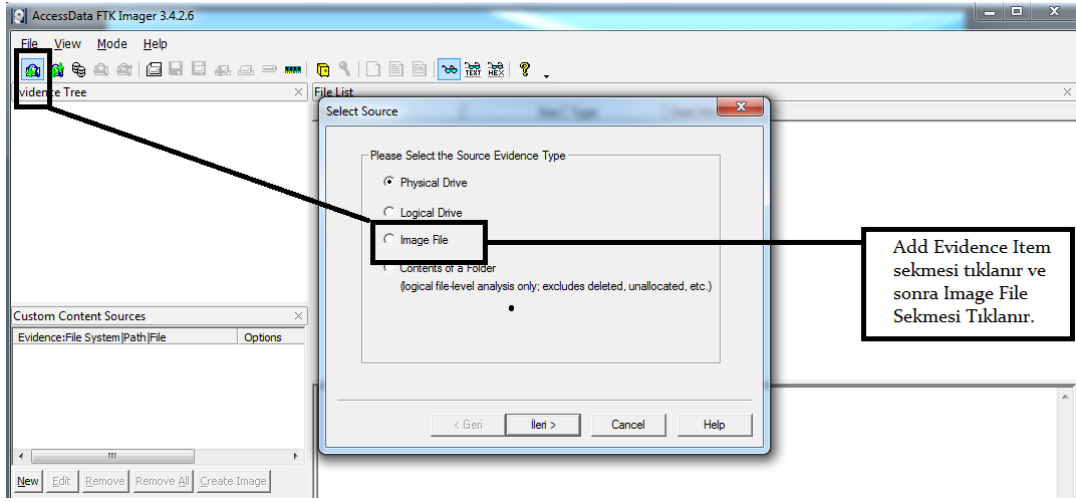 AccessData FTK Imager 3.4.2.6
File View Mode Help
TEXT HEX
Evidence Tree
File List
Select Source
Please Select the Source Evidence Type
Physical Drive
Logical Drive
Image File
Contents of a Folder
(logical file-level analysis only; excludes deleted, unallocated, etc.)
< Geri İleri > Cancel Help
Add Evidence Item
sekmesi tıklanır ve
sonra Image File
Sekmesi Tıklanır.
Custom Content Sources
Evidence:File System|Path|File Options
New Edit Remove Remove All Create Image